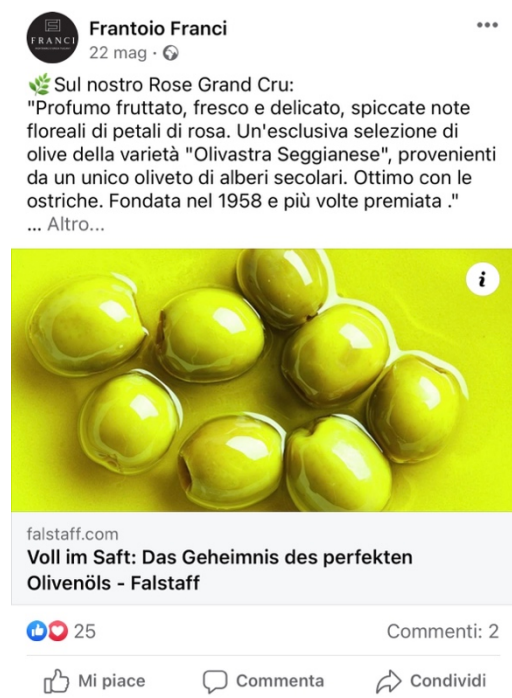 FRANCI
Frantoio Franci
22 mag ·
Sul nostro Rose Grand Cru:
"Profumo fruttato, fresco e delicato, spiccate note
floreali di petali di rosa. Un'esclusiva selezione di
olive della varietà "Olivastra Seggianese", provenienti
da un unico oliveto di alberi secolari. Ottimo con le
ostriche. Fondata nel 1958 e più volte premiata ."
... Altro...
i
falstaff.com
Voll im Saft: Das Geheimnis des perfekten
Olivenöls - Falstaff
25
Commenti: 2
Mi piace
Commenta
Condividi